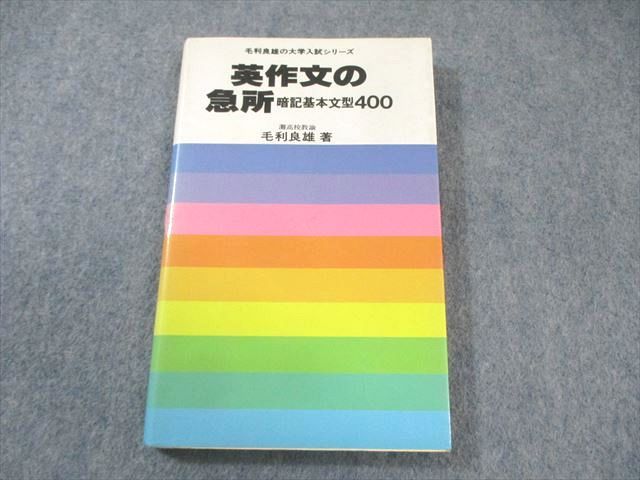 毛利良雄の大学入試シリーズ
英作文の
急所 暗記基本文型400
灘高校教諭
毛利良雄 著